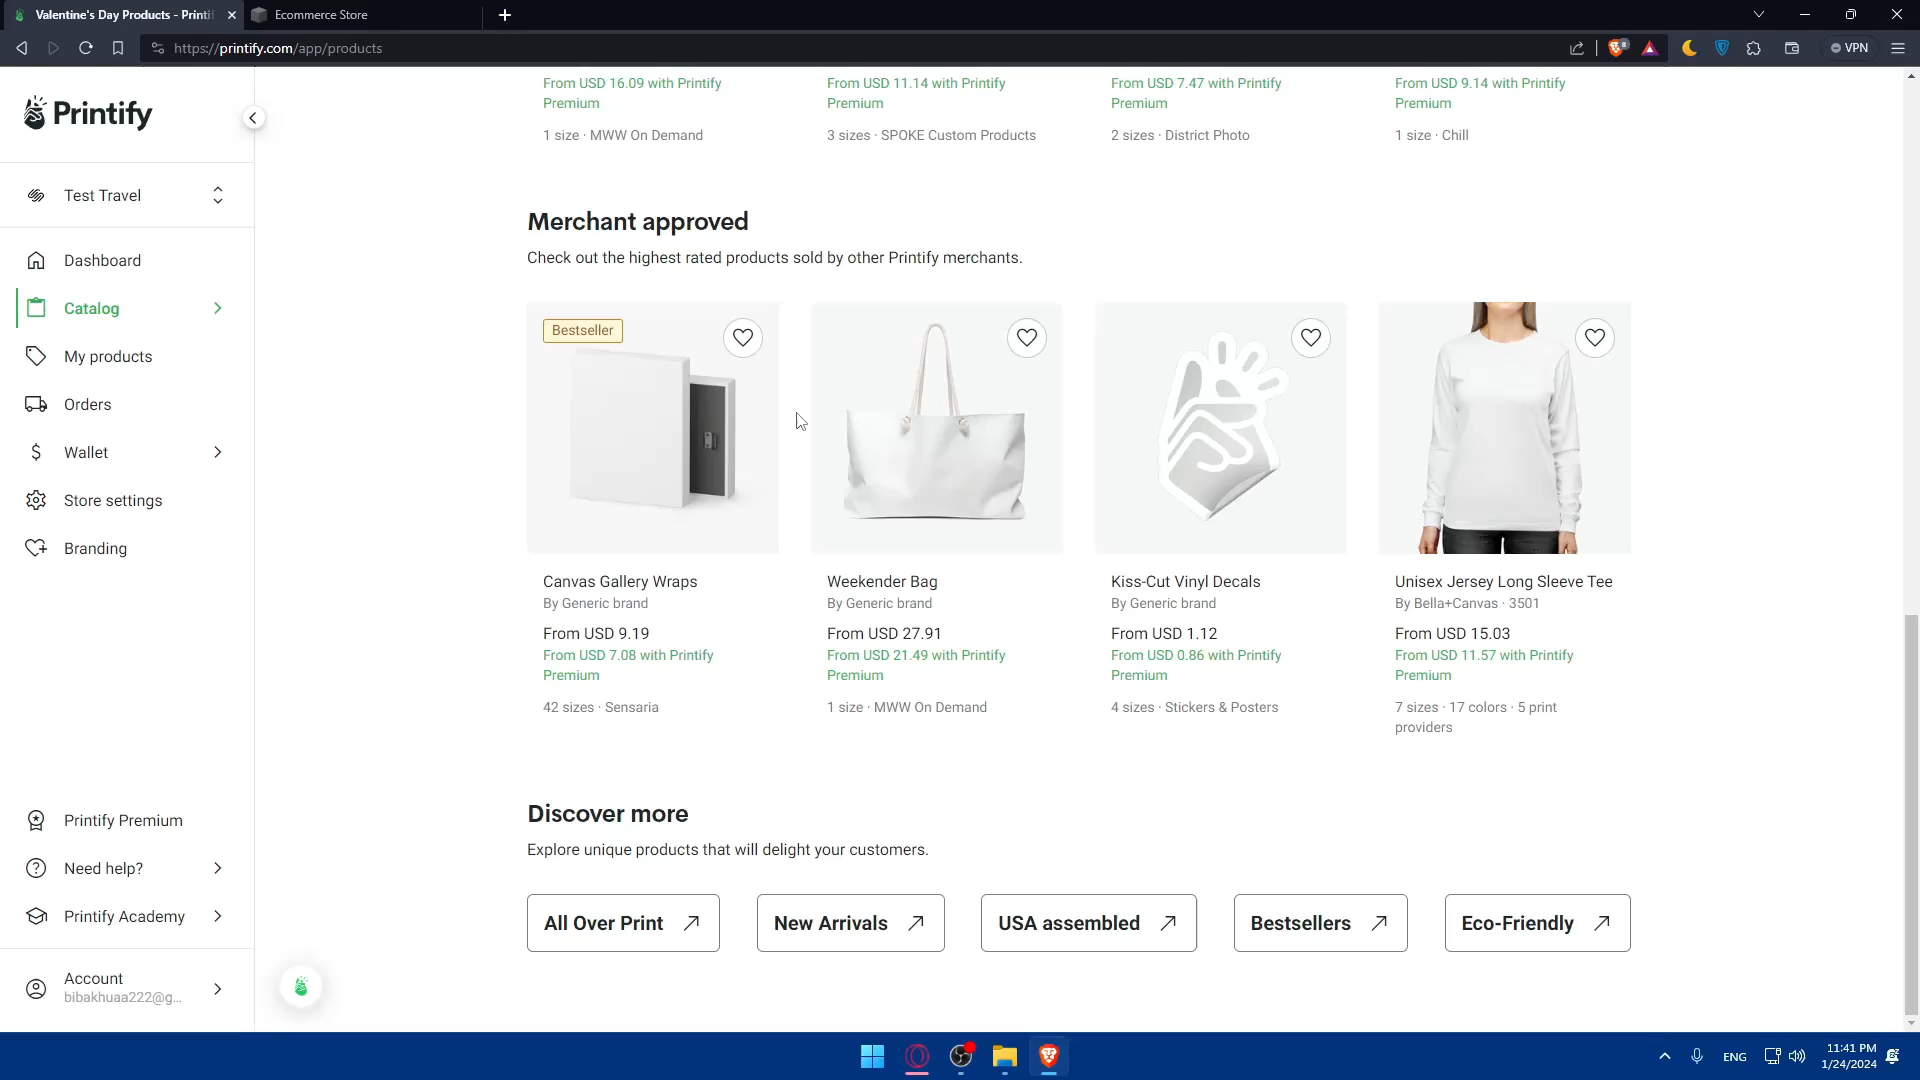 Valentine's Day Products - Printif
Ecommerce Store
https://printify.com/app/products
8
VPN
Printify
Test Travel
Dashboard
Catalog
My products
Orders
Wallet
Store settings
Branding
Printify Premium
Need help?
Printify Academy
Account
bibakhuaa222@g...
From USD 16.09 with Printify
Premium
1 size · MWW On Demand
From USD 11.14 with Printify
Premium
3 sizes · SPOKE Custom Products
From USD 7.47 with Printify
Premium
2 sizes · District Photo
From USD 9.14 with Printify
Premium
1 size · Chill
Merchant approved
Check out the highest rated products sold by other Printify merchants.
Bestseller
Canvas Gallery Wraps
By Generic brand
From USD 9.19
From USD 7.08 with Printify
Premium
42 sizes · Sensaria
Weekender Bag
By Generic brand
From USD 27.91
From USD 21.49 with Printify
Premium
1 size · MWW On Demand
Kiss-Cut Vinyl Decals
By Generic brand
From USD 1.12
From USD 0.86 with Printify
Premium
4 sizes · Stickers & Posters
Unisex Jersey Long Sleeve Tee
By Bella+Canvas · 3501
From USD 15.03
From USD 11.57 with Printify
Premium
7 sizes · 17 colors · 5 print
providers
Discover more
Explore unique products that will delight your customers.
All Over Print
New Arrivals
USA assembled
Bestsellers
Eco-Friendly
ENG
11:41 PM
1/24/2024